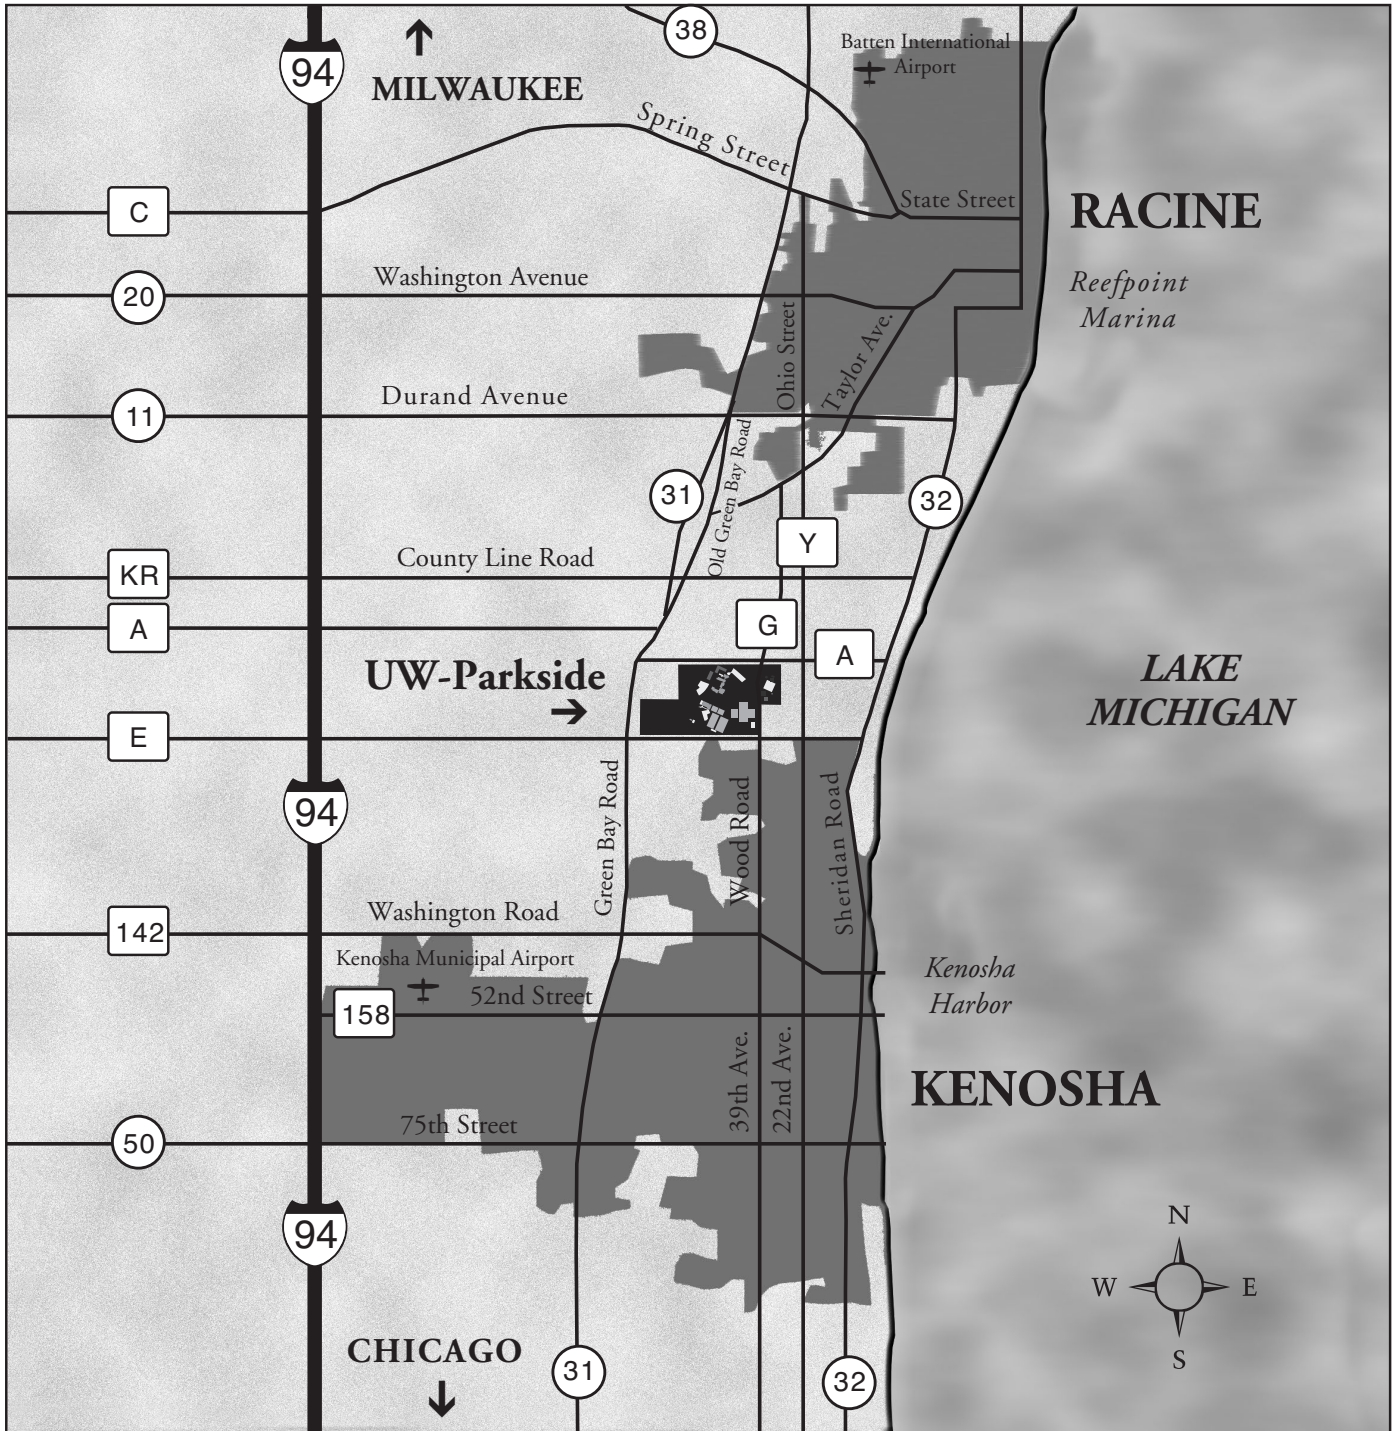 38
Batten International
Airport
94
MILWAUKEE
Spring Street
C
State Street
RACINE
Washington Avenue
20
Reefpoint
Marina
Ohio Street
Taylor Ave.
Durand Avenue
11
Old Green Bay Road
31
32
Y
County Line Road
KR
A
G
A
UW-Parkside
LAKE
MICHIGAN
E
94
Green Bay Road
Wood Road
Sheridan Road
Washington Road
142
Kenosha Municipal Airport
Kenosha
Harbor
52nd Street
158
39th Ave.
22nd Ave.
KENOSHA
75th Street
50
94
N
W
E
S
CHICAGO
31
32